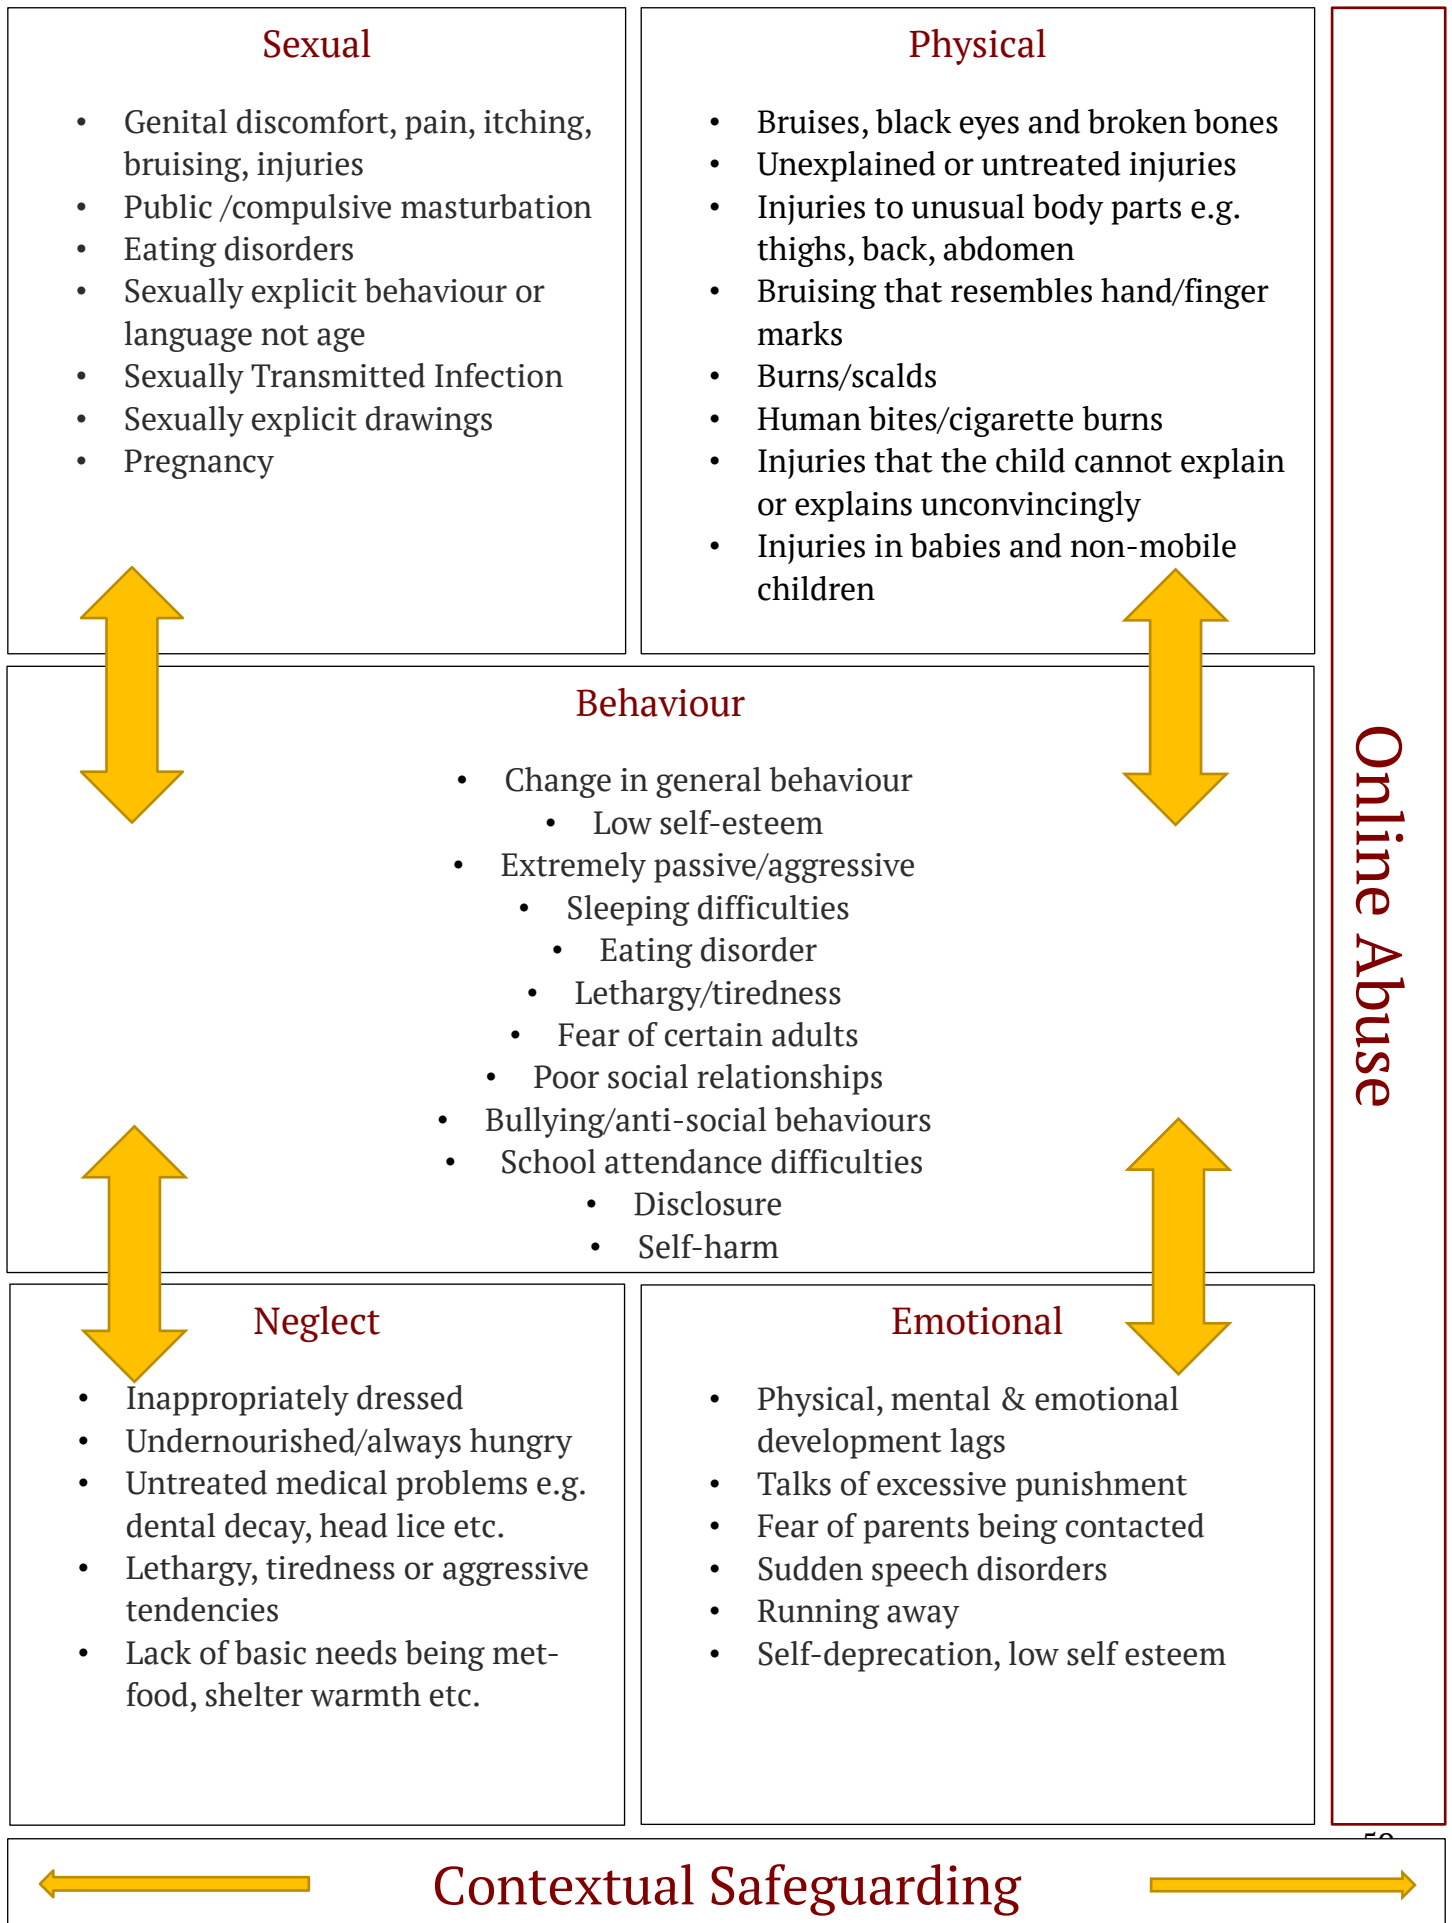 Sexual
• Genital discomfort, pain, itching,
bruising, injuries
• Public /compulsive masturbation
• Eating disorders
• Sexually explicit behaviour or
language not age
• Sexually Transmitted Infection
• Sexually explicit drawings
• Pregnancy
Physical
• Bruises, black eyes and broken bones
• Unexplained or untreated injuries
• Injuries to unusual body parts e.g.
thighs, back, abdomen
• Bruising that resembles hand/finger
marks
• Burns/scalds
• Human bites/cigarette burns
• Injuries that the child cannot explain
or explains unconvincingly
• Injuries in babies and non-mobile
children
Behaviour
• Change in general behaviour
• Low self-esteem
• Extremely passive/aggressive
• Sleeping difficulties
• Eating disorder
• Lethargy/tiredness
• Fear of certain adults
• Poor social relationships
• Bullying/anti-social behaviours
• School attendance difficulties
• Disclosure
• Self-harm
Neglect
• Inappropriately dressed
• Undernourished/always hungry
• Untreated medical problems e.g.
dental decay, head lice etc.
• Lethargy, tiredness or aggressive
tendencies
• Lack of basic needs being met-
food, shelter warmth etc.
Emotional
• Physical, mental & emotional
development lags
• Talks of excessive punishment
• Fear of parents being contacted
• Sudden speech disorders
• Running away
• Self-deprecation, low self esteem
Online Abuse
Contextual Safeguarding